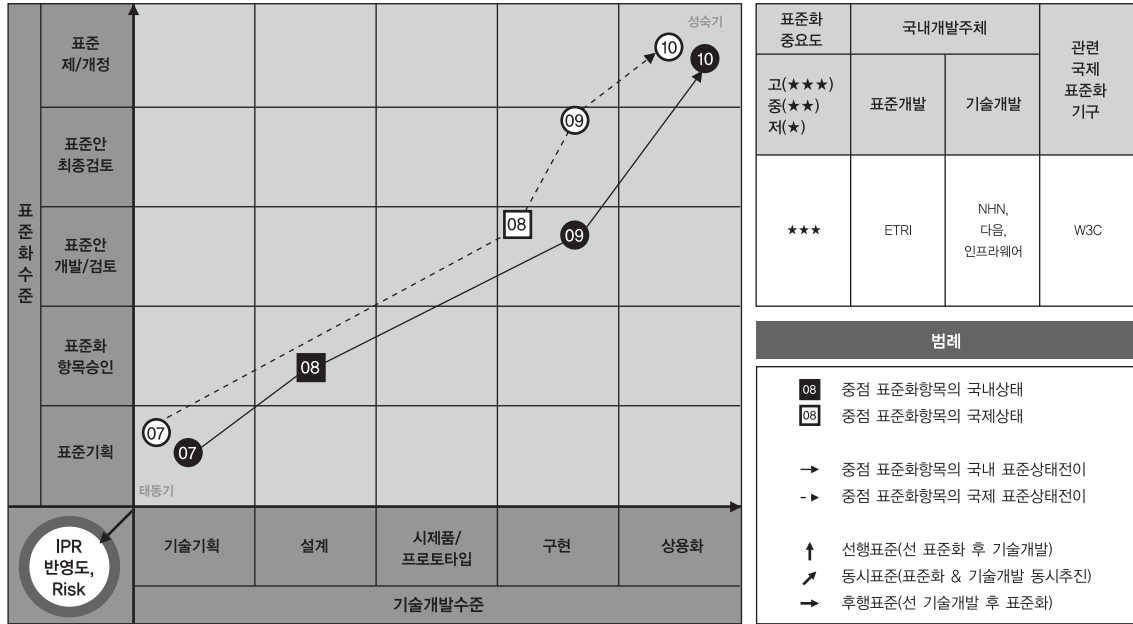 표준화수준
표준
제/개정
표준안
최종검토
표준안
개발/검토
표준화
항목승인
표준기획
성숙기
10
10
09
08
09
08
07
07
태동기
IPR
반영도,
Risk
기술기획
설계
시제품/
프로토타입
구현
상용화
기술개발수준
표준화
중요도
국내개발주체
관련
국제
표준화
기구
고(★★★)
중(★★)
저(★)
표준개발
기술개발
★★★
ETRI
NHN,
다음,
인프라웨어
W3C
범례
08 중점 표준화항목의 국내상태
08 중점 표준화항목의 국제상태
중점 표준화항목의 국내 표준상태전이
중점 표준화항목의 국제 표준상태전이
선행표준(선 표준화 후 기술개발)
동시표준(표준화 & 기술개발 동시추진)
후행표준(선 기술개발 후 표준화)